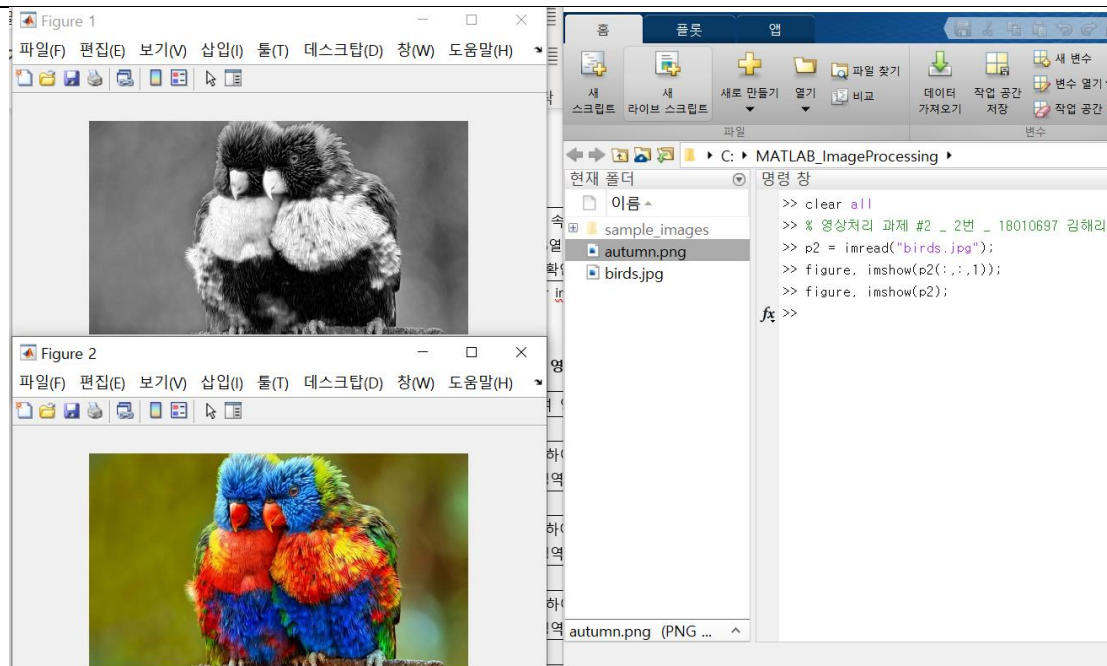 Figure 1
파일(F) 편집(E) 보기(V) 삽입(I) 툴(T) 데스크탑(D) 창(W) 도움말(H)
Figure 2
파일(F) 편집(E) 보기(V) 삽입(I) 툴(T) 데스크탑(D) 창(W) 도움말(H)
홈 플롯 앱
새 스크립트
새 라이브 스크립트
새로 만들기
열기
파일 찾기
비교
파일
데이터 가져오기
작업 공간 저장
새 변수
변수 열기
작업 공간
변수
C: MATLAB_ImageProcessing
현재 폴더
이름
sample_images
autumn.png
birds.jpg
autumn.png (PNG ...
명령 창
>> clear all
>> % 영상처리 과제 #2 _ 2번 _ 18010697 김해리
>> p2 = imread("birds.jpg");
>> figure, imshow(p2(:,:,1));
>> figure, imshow(p2);
fx >>